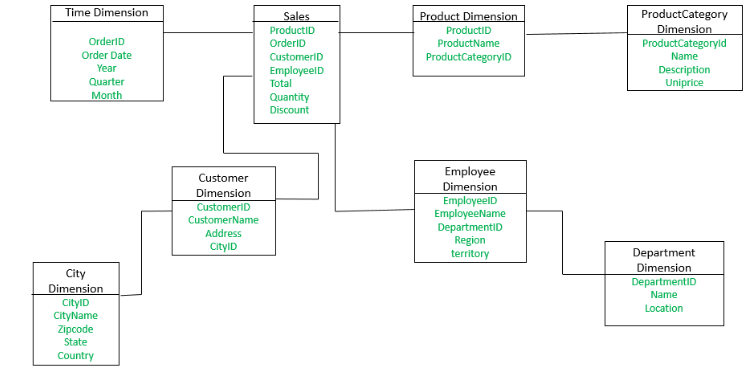 Time Dimension
OrderID
Order Date
Year
Quarter
Month
Sales
ProductID
OrderID
CustomerID
EmployeeID
Total
Quantity
Discount
Product Dimension
ProductID
ProductName
ProductCategoryID
ProductCategory
Dimension
ProductCategoryId
Name
Description
Uniprice
Customer
Dimension
CustomerID
CustomerName
Address
CityID
Employee
Dimension
EmployeeID
EmployeeName
DepartmentID
Region
territory
City
Dimension
CityID
CityName
Zipcode
State
Country
Department
Dimension
DepartmentID
Name
Location